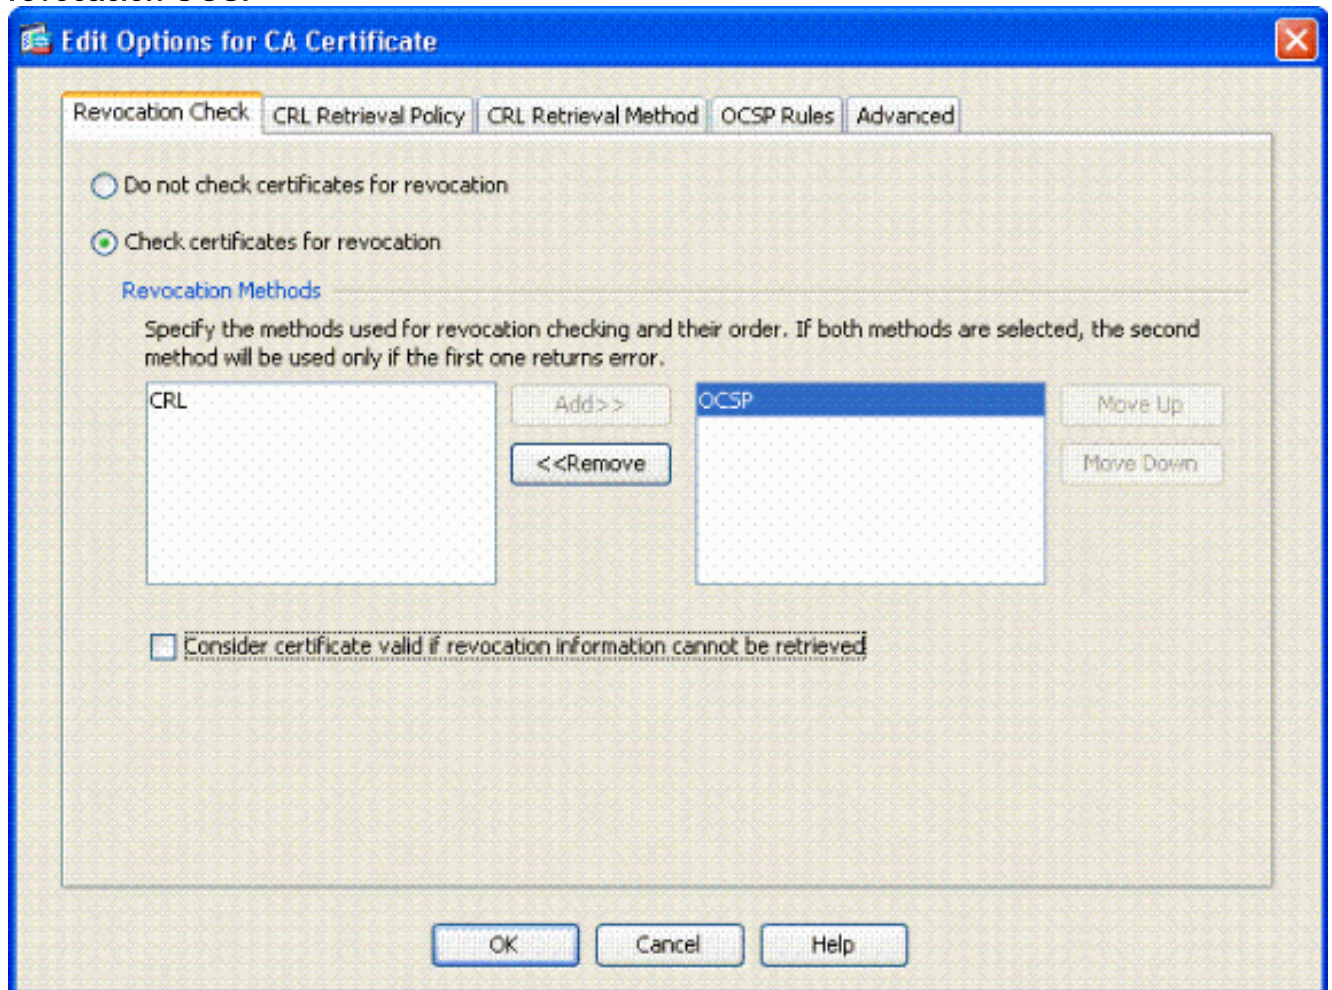 Edit Options for CA Certificate
Revocation Check CRL Retrieval Policy CRL Retrieval Method OCSP Rules Advanced
Do not check certificates for revocation
Check certificates for revocation
Revocation Methods
Specify the methods used for revocation checking and their order. If both methods are selected, the second
method will be used only if the first one returns error.
CRL Add>> OCSP Move Up
<<Remove Move Down
Consider certificate valid if revocation information cannot be retrieved
OK Cancel Help